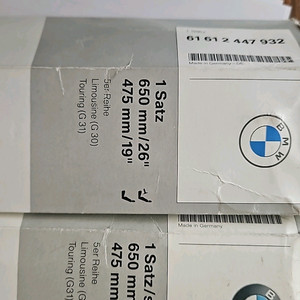 61 61 2 447 932
Made in Germany
BMW
1 Satz
650 mm/26"
475 mm/19"
5er-Reihe
Limousine (G 30)
Touring (G 31)
Made in Germany
1 Satz/s
650 mm
475 mm
5er Reihe
Limousine (G
Touring (G31)